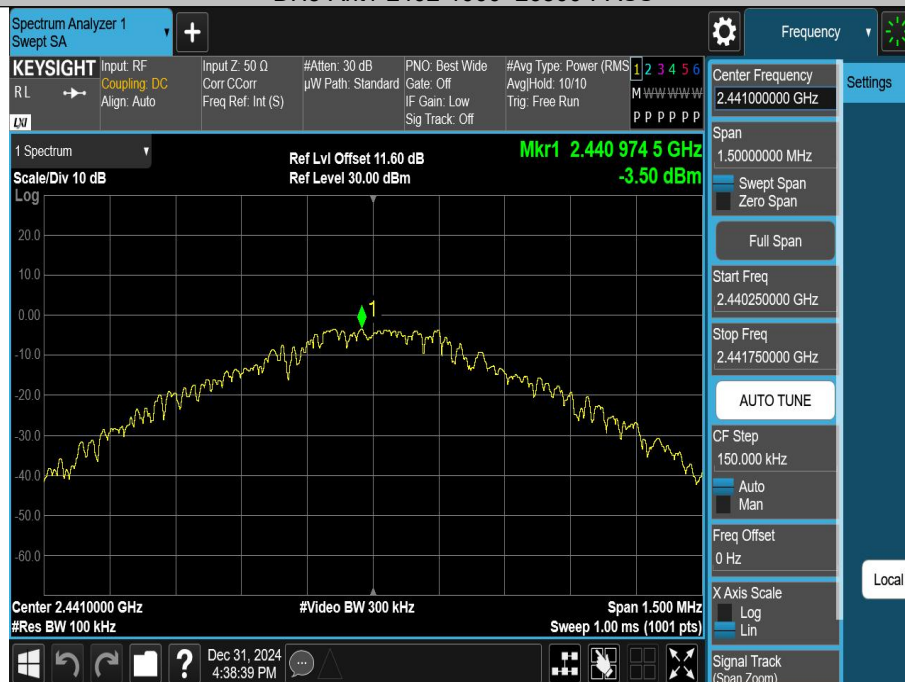 Spectrum Analyzer 1
Swept SA
Frequency
KEYSIGHT
RL
LXI
Input: RF
Coupling: DC
Align: Auto
Input Z: 50 Ω
Corr CCorr
Freq Ref: Int (S)
#Atten: 30 dB
µW Path: Standard
PNO: Best Wide
Gate: Off
IF Gain: Low
Sig Track: Off
#Avg Type: Power (RMS
Avg|Hold: 10/10
Trig: Free Run
1 2 3 4 5 6
M W W W W W
P P P P P P
1 Spectrum
Scale/Div 10 dB
Log
Ref Lvl Offset 11.60 dB
Ref Level 30.00 dBm
Mkr1 2.440 974 5 GHz
-3.50 dBm
20.0
10.0
0.00
-10.0
-20.0
-30.0
-40.0
-50.0
-60.0
1
Center 2.4410000 GHz
#Res BW 100 kHz
#Video BW 300 kHz
Span 1.500 MHz
Sweep 1.00 ms (1001 pts)
Dec 31, 2024
4:38:39 PM
Center Frequency
2.441000000 GHz
Settings
Span
1.50000000 MHz
Swept Span
Zero Span
Full Span
Start Freq
2.440250000 GHz
Stop Freq
2.441750000 GHz
AUTO TUNE
CF Step
150.000 kHz
Auto
Man
Freq Offset
0 Hz
Local
X Axis Scale
Log
Lin
Signal Track
(Span Zoom)